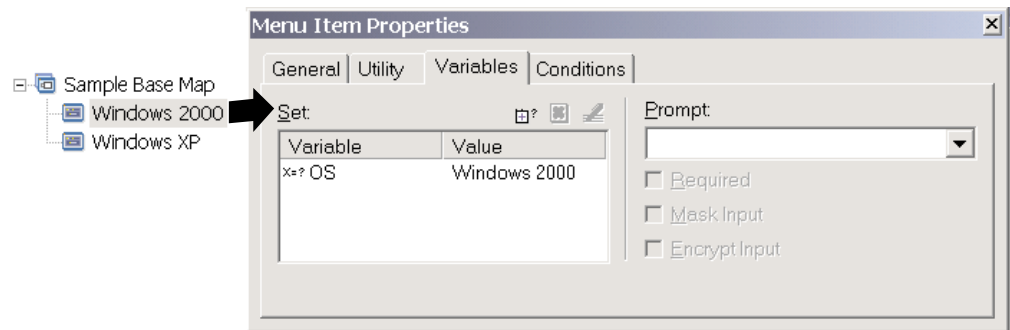 Menu Item Properties
General Utility Variables Conditions
Sample Base Map
Windows 2000
Windows XP
Set:
Prompt:
Variable Value
X=? OS Windows 2000
Required
Mask Input
Encrypt Input